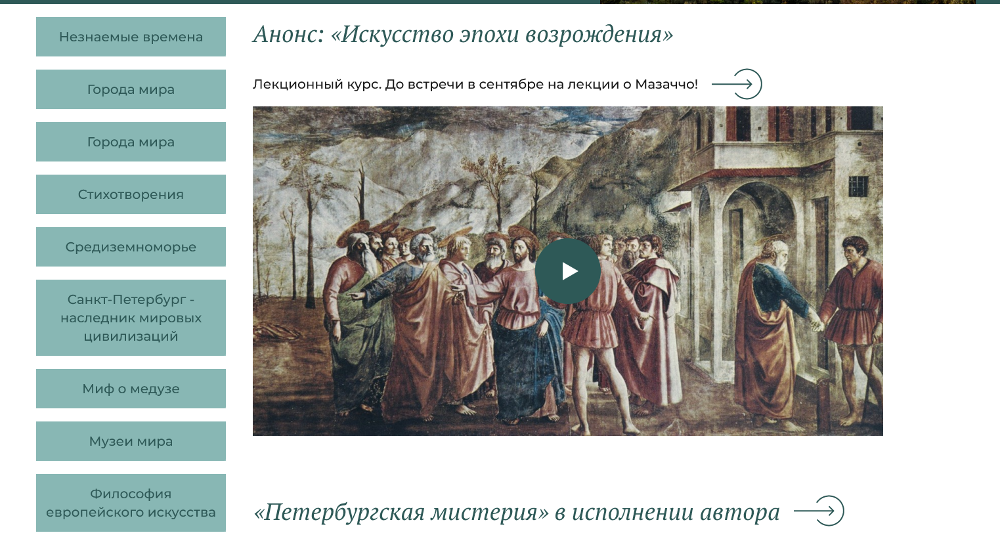 Незнаемые времена
Города мира
Города мира
Стихотворения
Средиземноморье
Санкт-Петербург -
наследник мировых
цивилизаций
Миф о медузе
Музеи мира
Философия
европейского искусства
Анонс: «Искусство эпохи возрождения»
Лекционный курс. До встречи в сентябре на лекции о Мазаччо!
«Петербургская мистерия» в исполнении автора